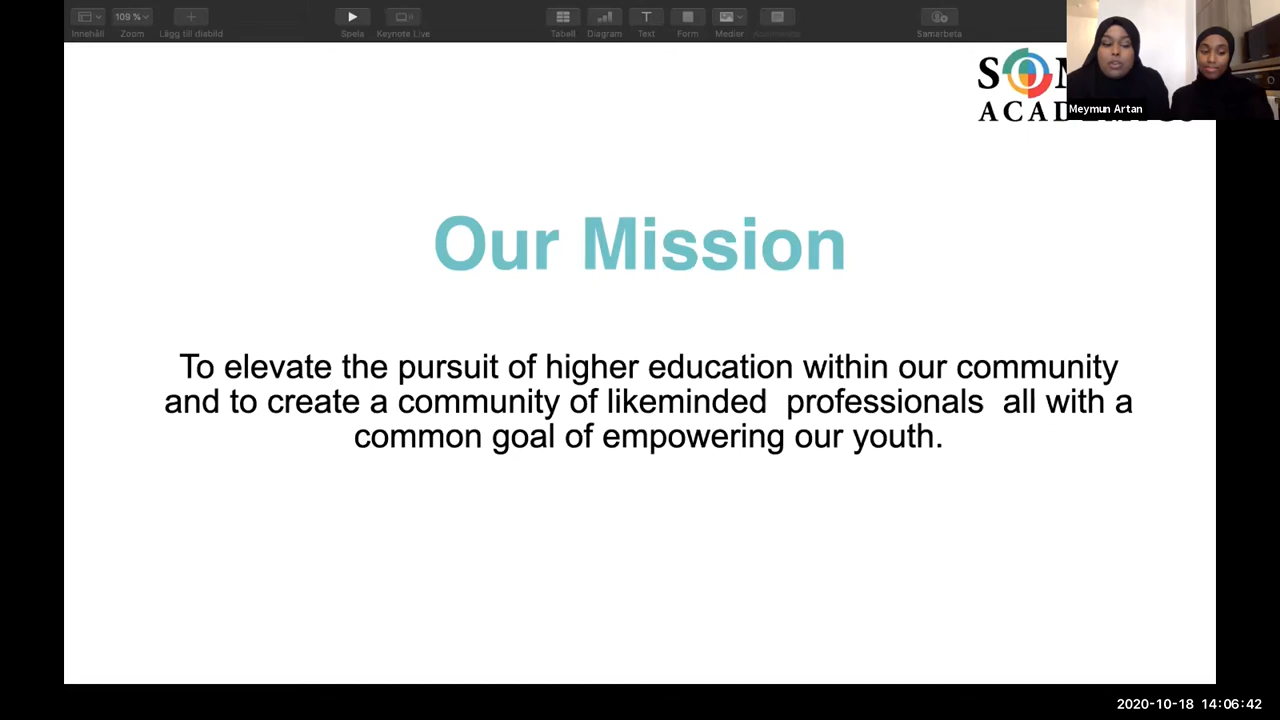 109 %
Innehåll
Zoom
Lägg till diabild
Spela
Keynote Live
Tabell
Diagram
Text
Form
Medier
Samarbeta
Meymun Artan
Our Mission
To elevate the pursuit of higher education within our community
and to create a community of likeminded  professionals  all with a
common goal of empowering our youth.
2020-10-18 14:06:42